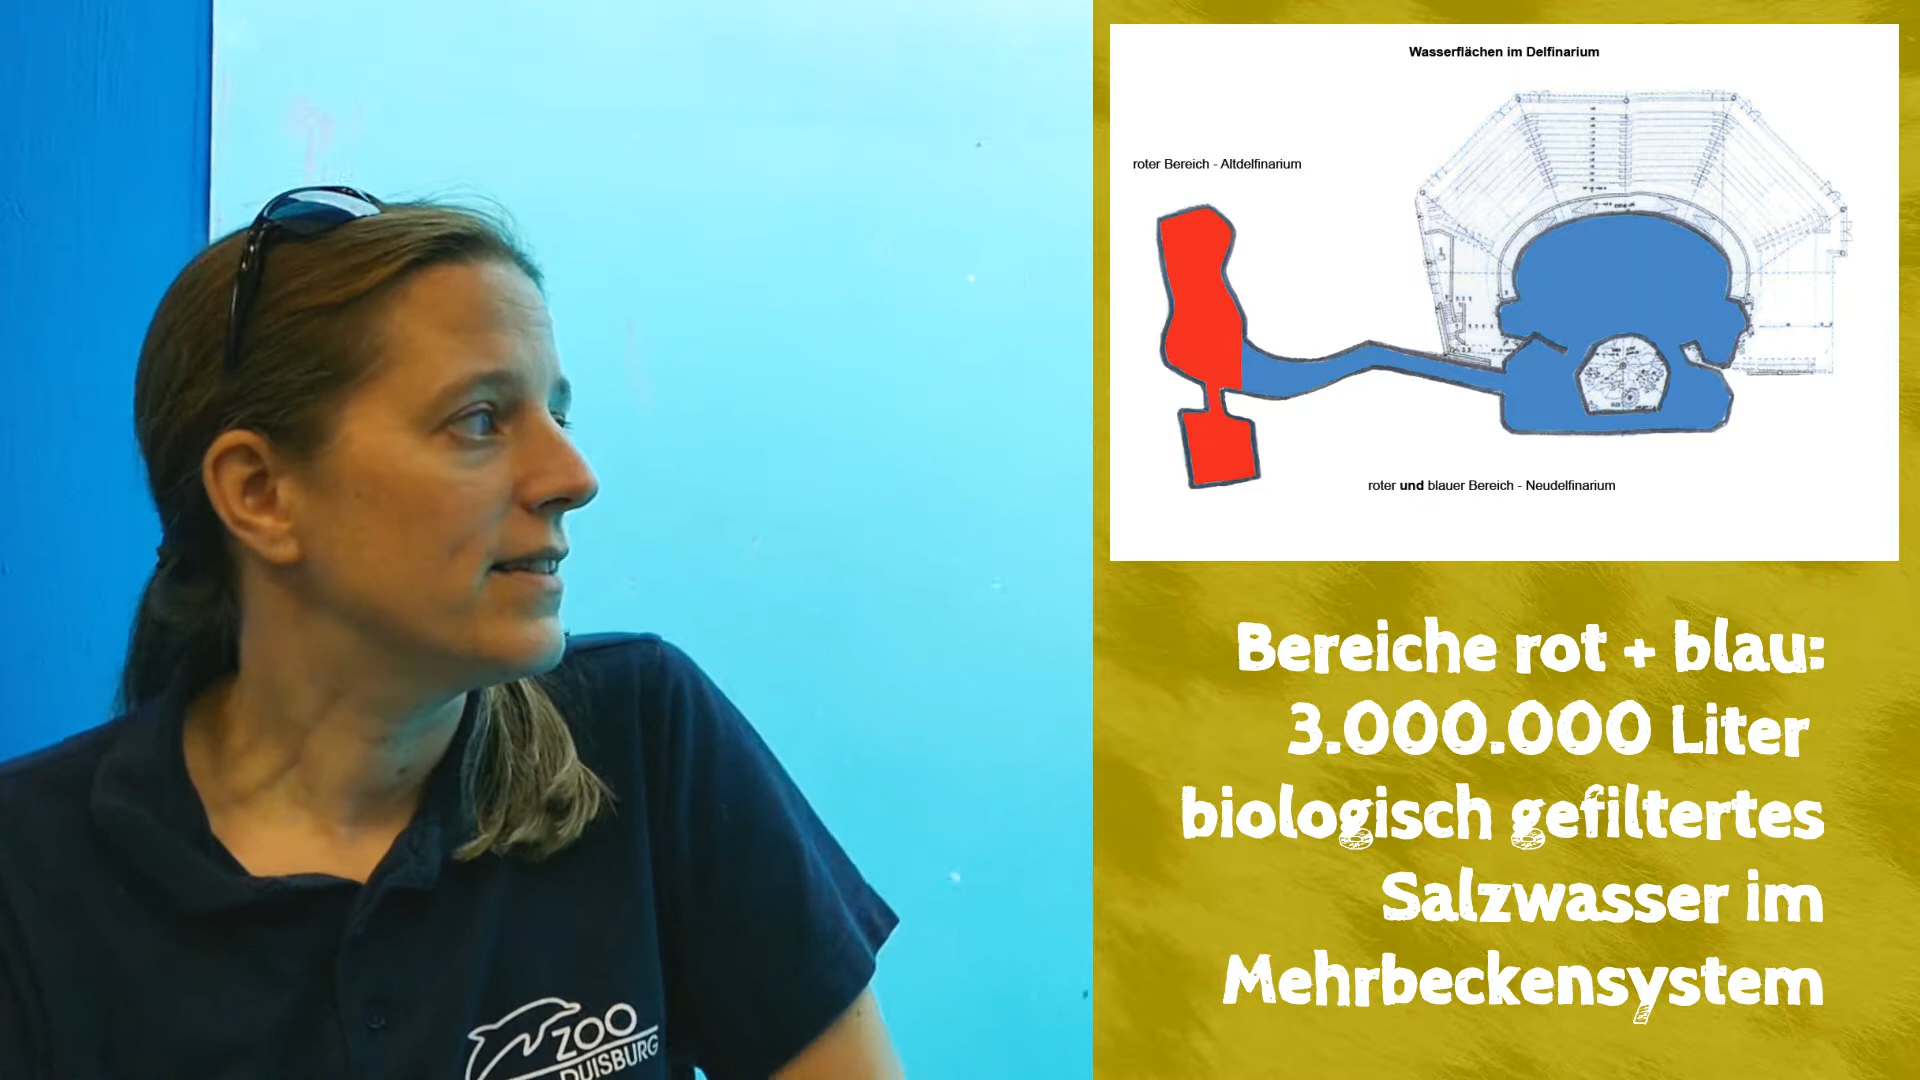 Wasserflächen im Delfinarium
roter Bereich - Altdelfinarium
roter und blauer Bereich - Neudelfinarium
Bereiche rot + blau:
3.000.000 Liter
biologisch gefiltertes
Salzwasser im
Mehrbeckensystem
ZOO
DUISBURG